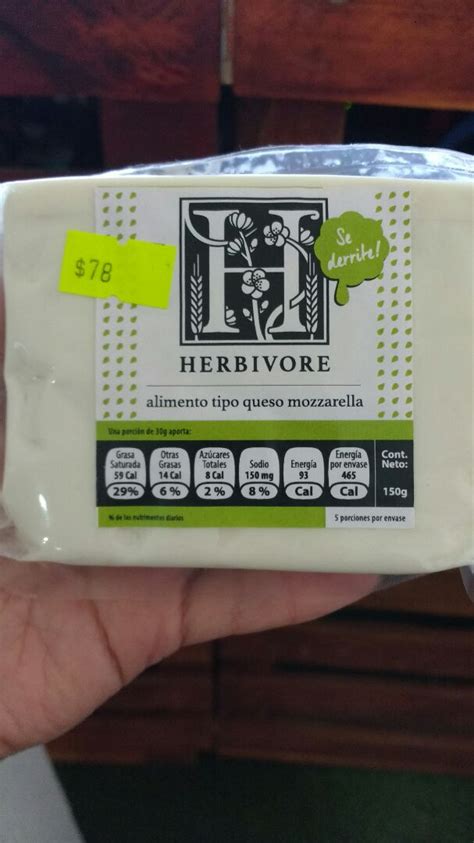 $78
H
Se
derrite!
HERBIVORE
alimento tipo queso mozzarella
Una porción de 30g aporta:
Grasa Saturada 59 Cal 29%
Otras Grasas 14 Cal 6%
Azúcares Totales 8 Cal 2%
Sodio 150 mg 8%
Energía 93 Cal
Energía por envase 465 Cal
Cont. Neto: 150g
% de los nutrimentos diarios
5 porciones por envase